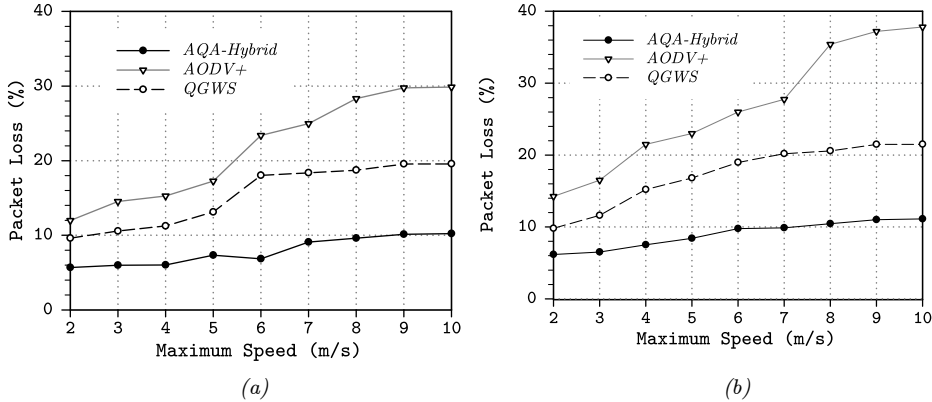 40
30
20
10
0
Packet Loss (%)
AQA-Hybrid
AODV+
QGWS
2 3 4 5 6 7 8 9 10
Maximum Speed (m/s)
(a)
40
30
20
10
0
Packet Loss (%)
AQA-Hybrid
AODV+
QGWS
2 3 4 5 6 7 8 9 10
Maximum Speed (m/s)
(b)